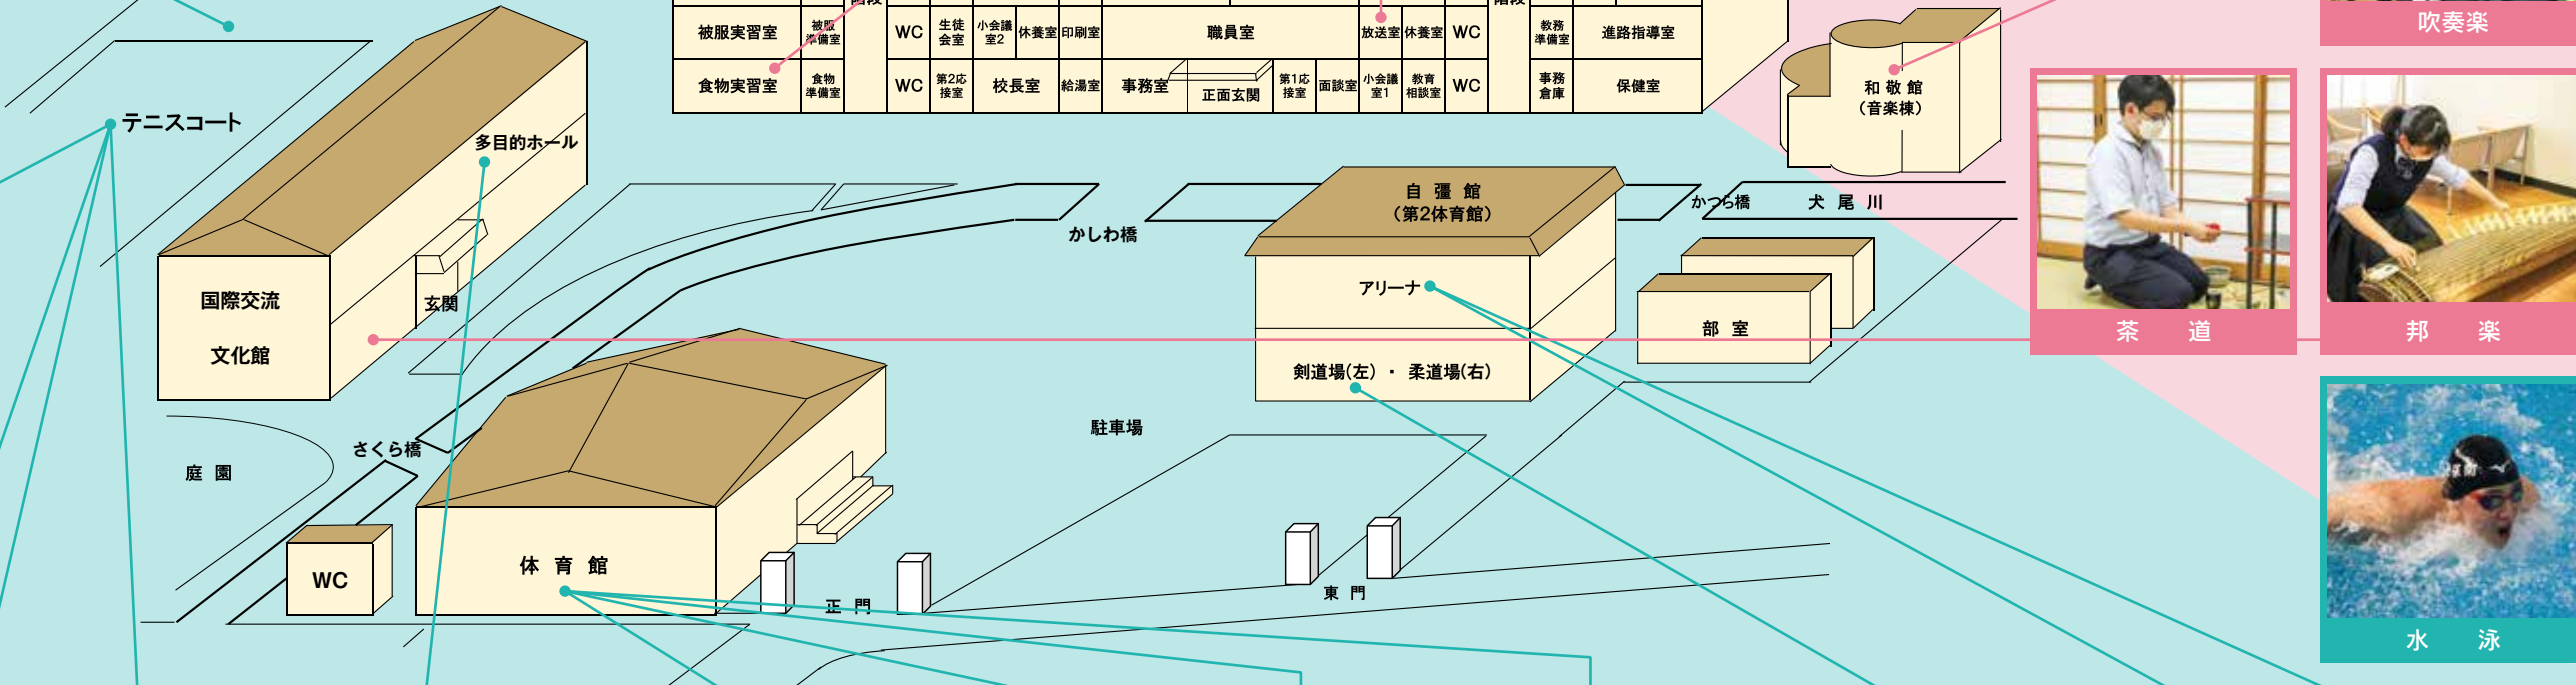 階段
階段
被服実習室
被服
準備室
WC
生徒
会室
小会議
室2
休養室
印刷室
職員室
放送室
休養室
WC
教務
準備室
進路指導室
食物実習室
食物
準備室
WC
第2応
接室
校長室
給湯室
事務室
正面玄関
第1応
接室
面談室
小会議
室1
教育
相談室
WC
事務
倉庫
保健室
吹奏楽
和敬館
(音楽棟)
テニスコート
多目的ホール
自彊館
(第2体育館)
かつら橋
犬尾川
かしわ橋
国際交流
文化館
玄関
アリーナ
部室
茶道
邦楽
剣道場(左)・柔道場(右)
駐車場
さくら橋
庭園
WC
体育館
正門
東門
水泳